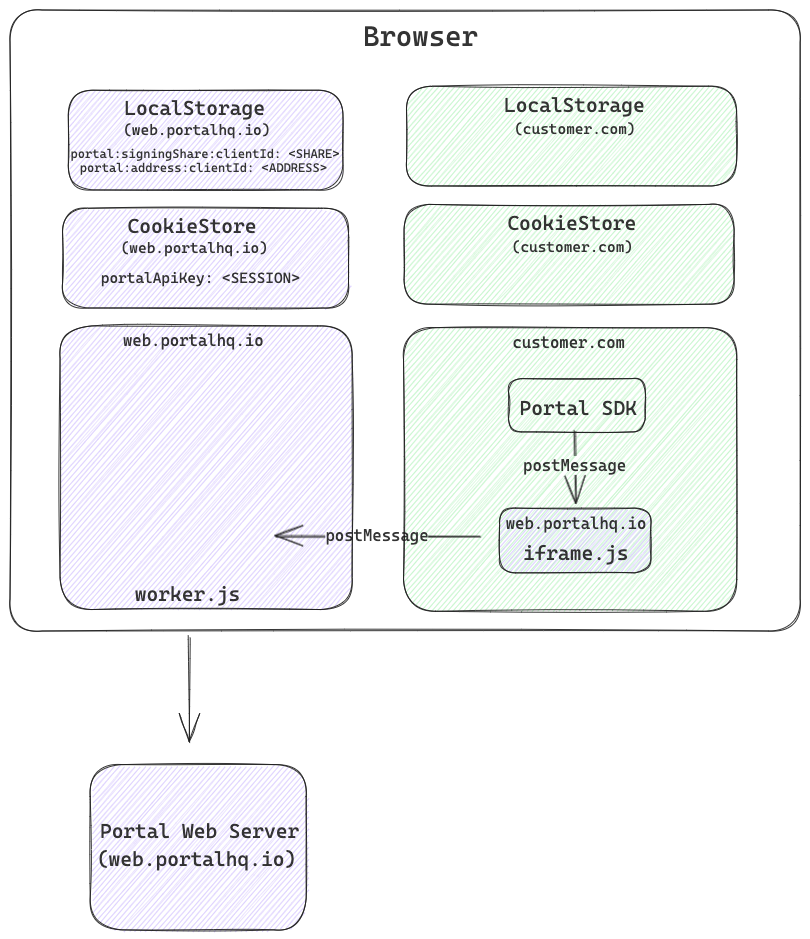 Browser
LocalStorage
(web.portalhq.io)
portal:signingShare:clientId: <SHARE>
portal:address:clientId: <ADDRESS>
LocalStorage
(customer.com)
CookieStore
(web.portalhq.io)
portalApiKey: <SESSION>
CookieStore
(customer.com)
web.portalhq.io
customer.com
Portal SDK
postMessage
web.portalhq.io
iframe.js
postMessage
worker.js
Portal Web Server
(web.portalhq.io)